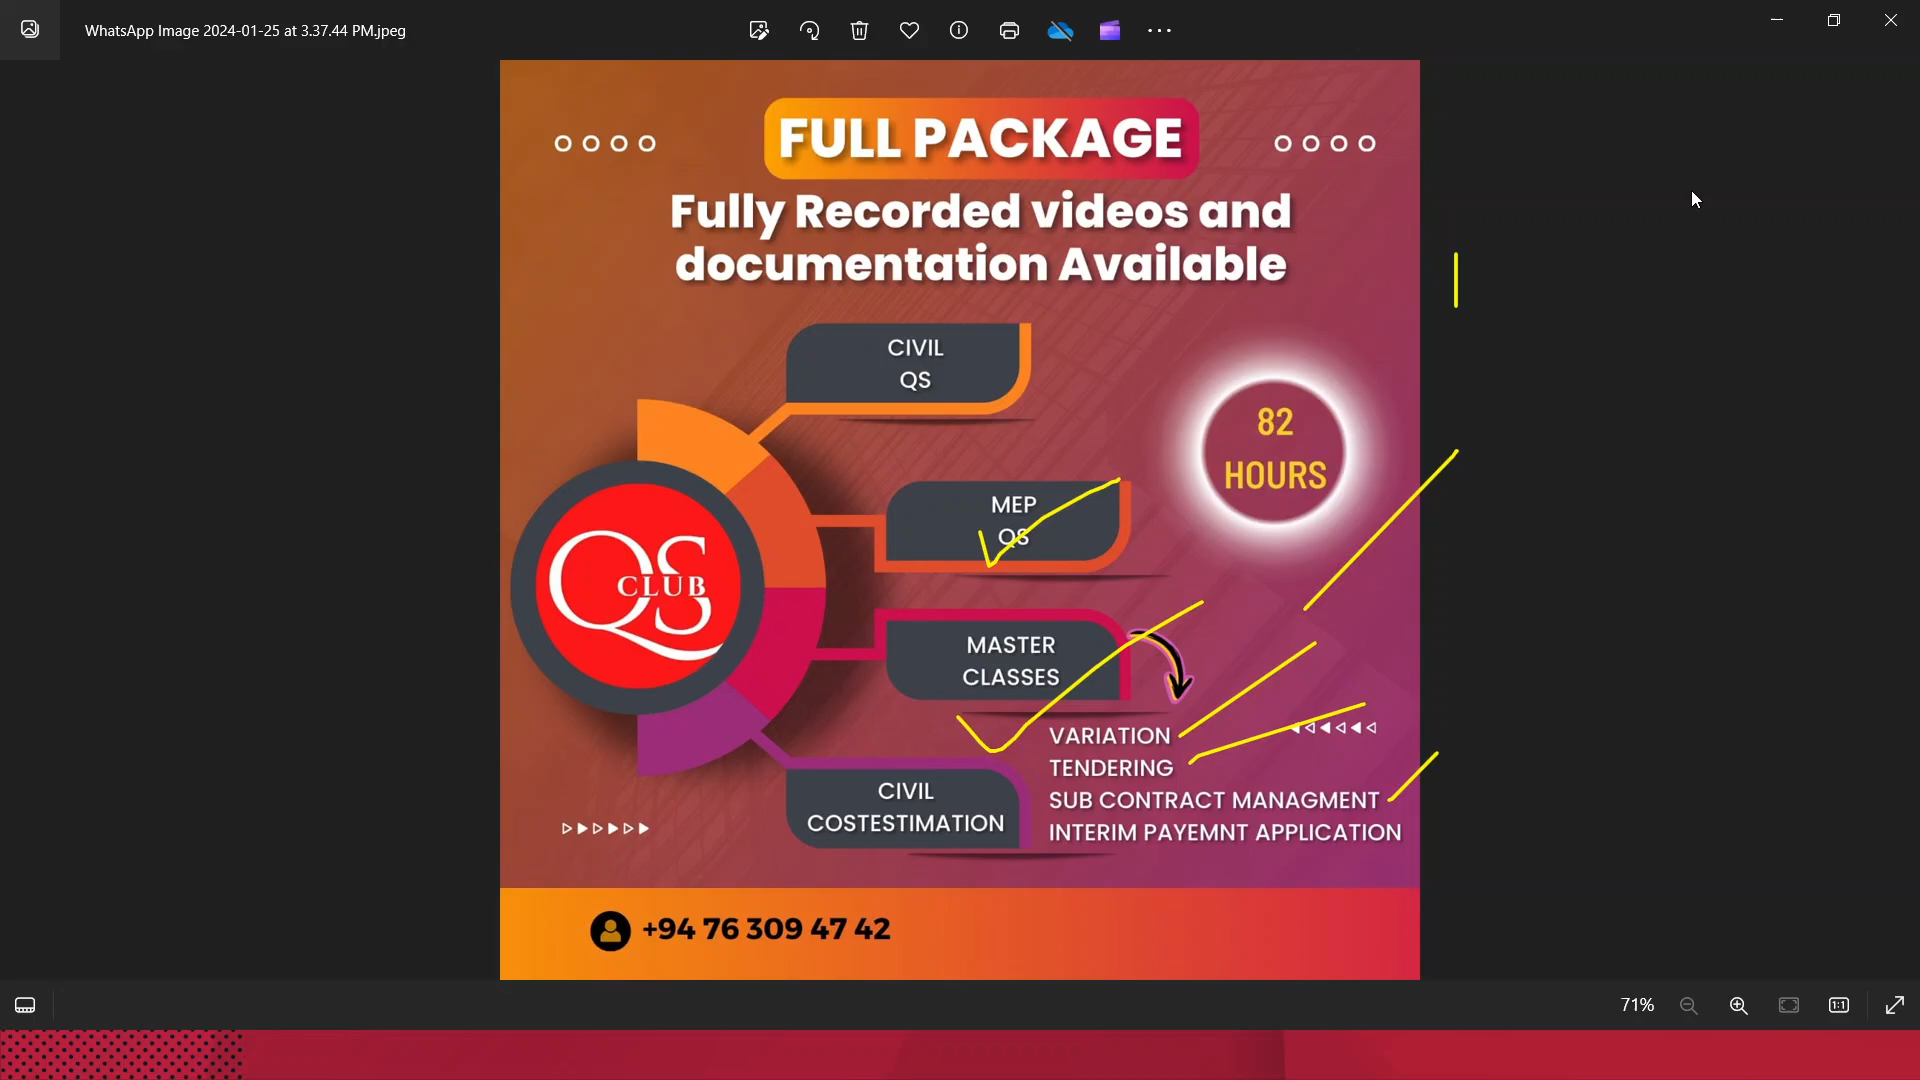 WhatsApp Image 2024-01-25 at 3.37.44 PM.jpeg
FULL PACKAGE
Fully Recorded videos and
documentation Available
CIVIL
QS
82
HOURS
MEP
QS
QS
CLUB
MASTER
CLASSES
VARIATION
TENDERING
SUB CONTRACT MANAGMENT
INTERIM PAYEMNT APPLICATION
CIVIL
COSTESTIMATION
+94 76 309 47 42
71%
1:1